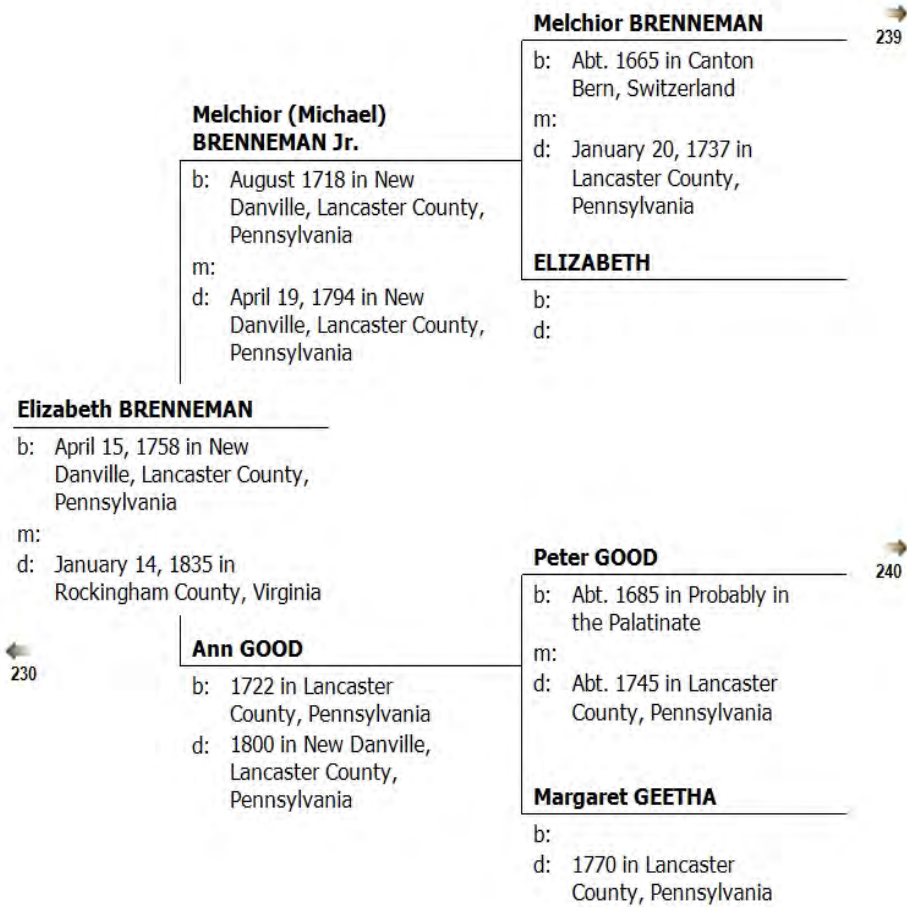 Melchior BRENNEMAN
239
b: Abt. 1665 in Canton
Bern, Switzerland
m:
d: January 20, 1737 in
Lancaster County,
Pennsylvania
Melchior (Michael)
BRENNEMAN Jr.
b: August 1718 in New
Danville, Lancaster County,
Pennsylvania
m:
d: April 19, 1794 in New
Danville, Lancaster County,
Pennsylvania
ELIZABETH
b:
d:
Elizabeth BRENNEMAN
b: April 15, 1758 in New
Danville, Lancaster County,
Pennsylvania
m:
d: January 14, 1835 in
Rockingham County, Virginia
230
Peter GOOD
240
b: Abt. 1685 in Probably in
the Palatinate
m:
d: Abt. 1745 in Lancaster
County, Pennsylvania
Ann GOOD
b: 1722 in Lancaster
County, Pennsylvania
d: 1800 in New Danville,
Lancaster County,
Pennsylvania
Margaret GEETHA
b:
d: 1770 in Lancaster
County, Pennsylvania